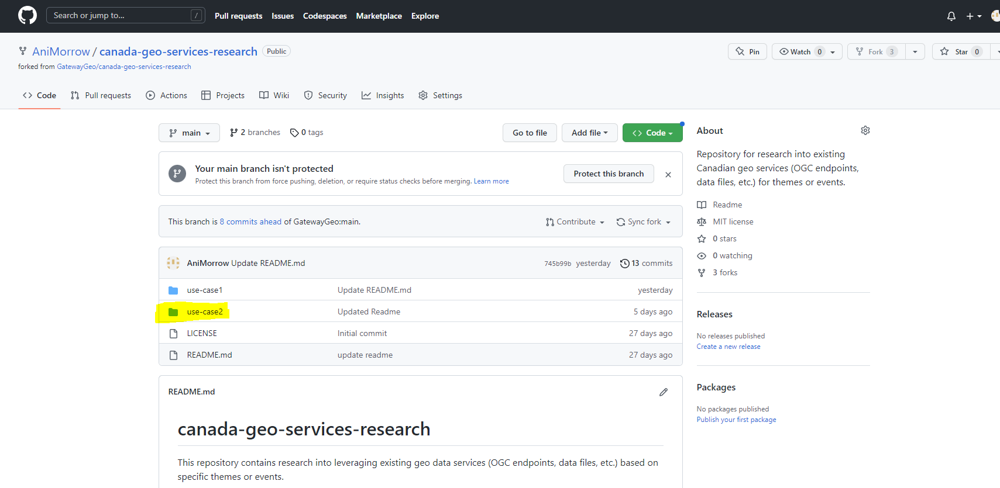 Search or jump to... /
Pull requests Issues Codespaces Marketplace Explore
AniMorrow / canada-geo-services-research Public
forked from GatewayGeo/canada-geo-services-research
Pin Watch 0 Fork 3 Star 0
Code Pull requests Actions Projects Wiki Security Insights Settings
main 2 branches 0 tags Go to file Add file Code
Your main branch isn't protected
Protect this branch from force pushing, deletion, or require status checks before merging. Learn more
Protect this branch
This branch is 8 commits ahead of GatewayGeo:main. Contribute Sync fork
AniMorrow Update README.md 745b99b yesterday 13 commits
use-case1 Update README.md yesterday
use-case2 Updated Readme 5 days ago
LICENSE Initial commit 27 days ago
README.md update readme 27 days ago
README.md
canada-geo-services-research
This repository contains research into leveraging existing geo data services (OGC endpoints, data files, etc.) based on
specific themes or events.
About
Repository for research into existing
Canadian geo services (OGC endpoints,
data files, etc.) for themes or events.
Readme
MIT license
0 stars
0 watching
3 forks
Releases
No releases published
Create a new release
Packages
No packages published
Publish your first package